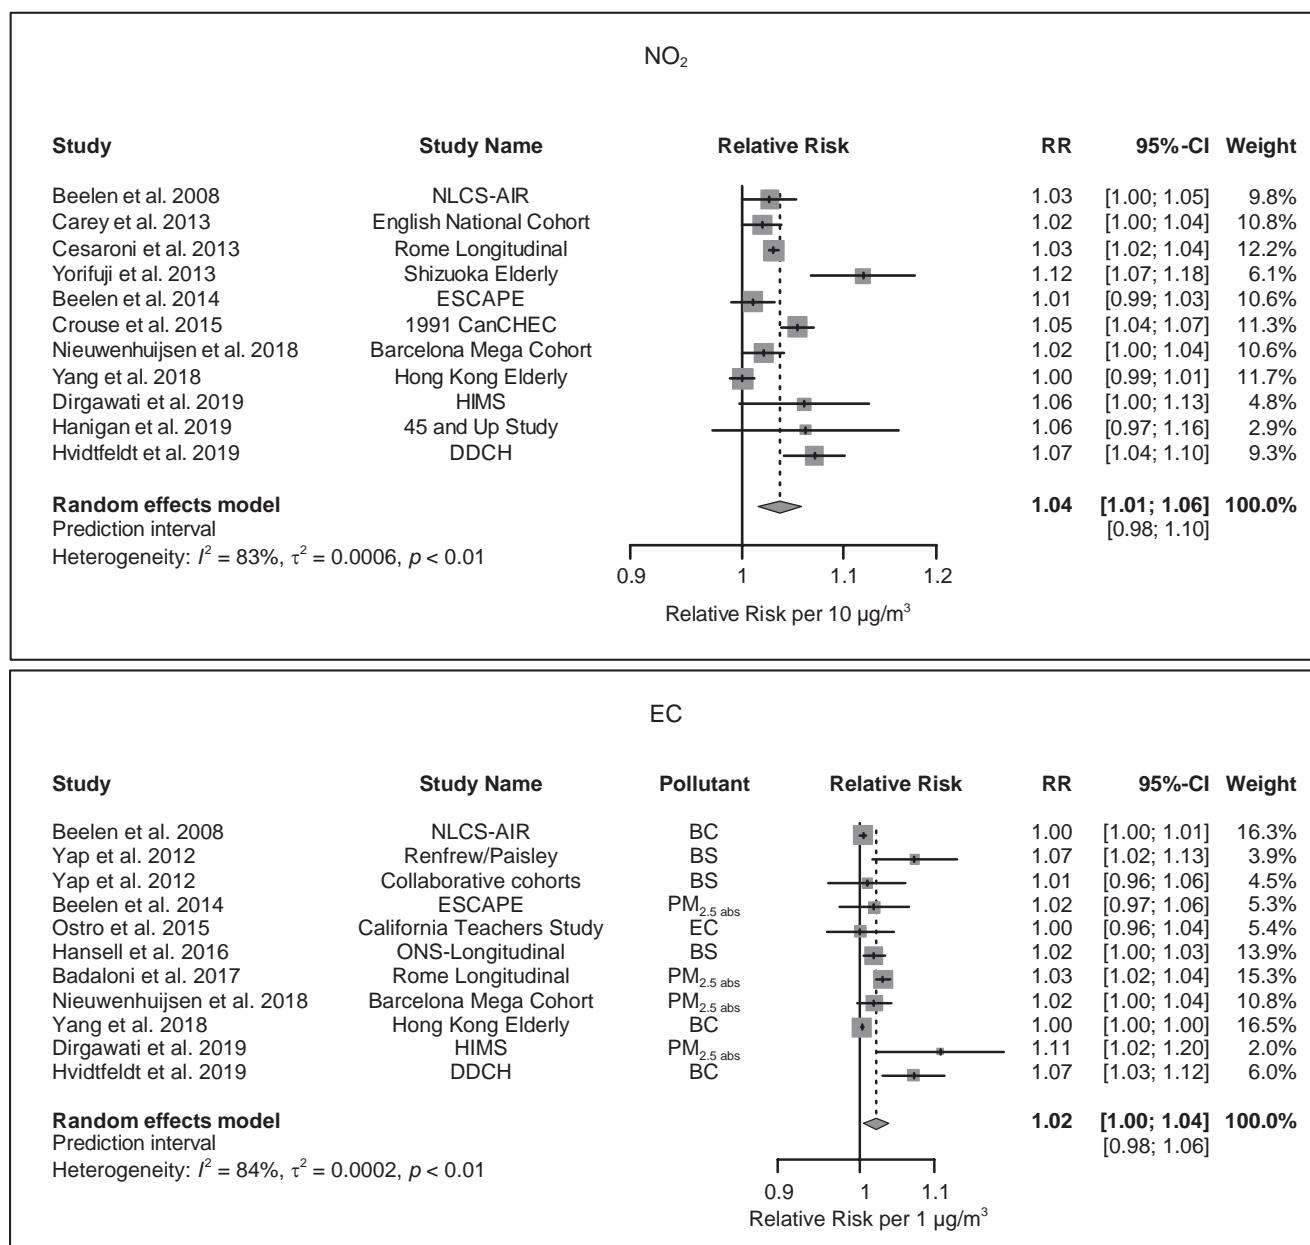 NO₂
Study Study Name Relative Risk RR 95%-CI Weight
Beelen et al. 2008 NLCS-AIR 1.03 [1.00; 1.05] 9.8%
Carey et al. 2013 English National Cohort 1.02 [1.00; 1.04] 10.8%
Cesaroni et al. 2013 Rome Longitudinal 1.03 [1.02; 1.04] 12.2%
Yorifuji et al. 2013 Shizuoka Elderly 1.12 [1.07; 1.18] 6.1%
Beelen et al. 2014 ESCAPE 1.01 [0.99; 1.03] 10.6%
Crouse et al. 2015 1991 CanCHEC 1.05 [1.04; 1.07] 11.3%
Nieuwenhuijsen et al. 2018 Barcelona Mega Cohort 1.02 [1.00; 1.04] 10.6%
Yang et al. 2018 Hong Kong Elderly 1.00 [0.99; 1.01] 11.7%
Dirgawati et al. 2019 HIMS 1.06 [1.00; 1.13] 4.8%
Hanigan et al. 2019 45 and Up Study 1.06 [0.97; 1.16] 2.9%
Hvidtfeldt et al. 2019 DDCH 1.07 [1.04; 1.10] 9.3%
Random effects model 1.04 [1.01; 1.06] 100.0%
Prediction interval [0.98; 1.10]
Heterogeneity: I² = 83%, τ² = 0.0006, p < 0.01
0.9 1 1.1 1.2
Relative Risk per 10 µg/m³
EC
Study Study Name Pollutant Relative Risk RR 95%-CI Weight
Beelen et al. 2008 NLCS-AIR BC 1.00 [1.00; 1.01] 16.3%
Yap et al. 2012 Renfrew/Paisley BS 1.07 [1.02; 1.13] 3.9%
Yap et al. 2012 Collaborative cohorts BS 1.01 [0.96; 1.06] 4.5%
Beelen et al. 2014 ESCAPE PM2.5 abs 1.02 [0.97; 1.06] 5.3%
Ostro et al. 2015 California Teachers Study EC 1.00 [0.96; 1.04] 5.4%
Hansell et al. 2016 ONS-Longitudinal BS 1.02 [1.00; 1.03] 13.9%
Badaloni et al. 2017 Rome Longitudinal PM2.5 abs 1.03 [1.02; 1.04] 15.3%
Nieuwenhuijsen et al. 2018 Barcelona Mega Cohort PM2.5 abs 1.02 [1.00; 1.04] 10.8%
Yang et al. 2018 Hong Kong Elderly BC 1.00 [1.00; 1.00] 16.5%
Dirgawati et al. 2019 HIMS PM2.5 abs 1.11 [1.02; 1.20] 2.0%
Hvidtfeldt et al. 2019 DDCH BC 1.07 [1.03; 1.12] 6.0%
Random effects model 1.02 [1.00; 1.04] 100.0%
Prediction interval [0.98; 1.06]
Heterogeneity: I² = 84%, τ² = 0.0002, p < 0.01
0.9 1 1.1
Relative Risk per 1 µg/m³